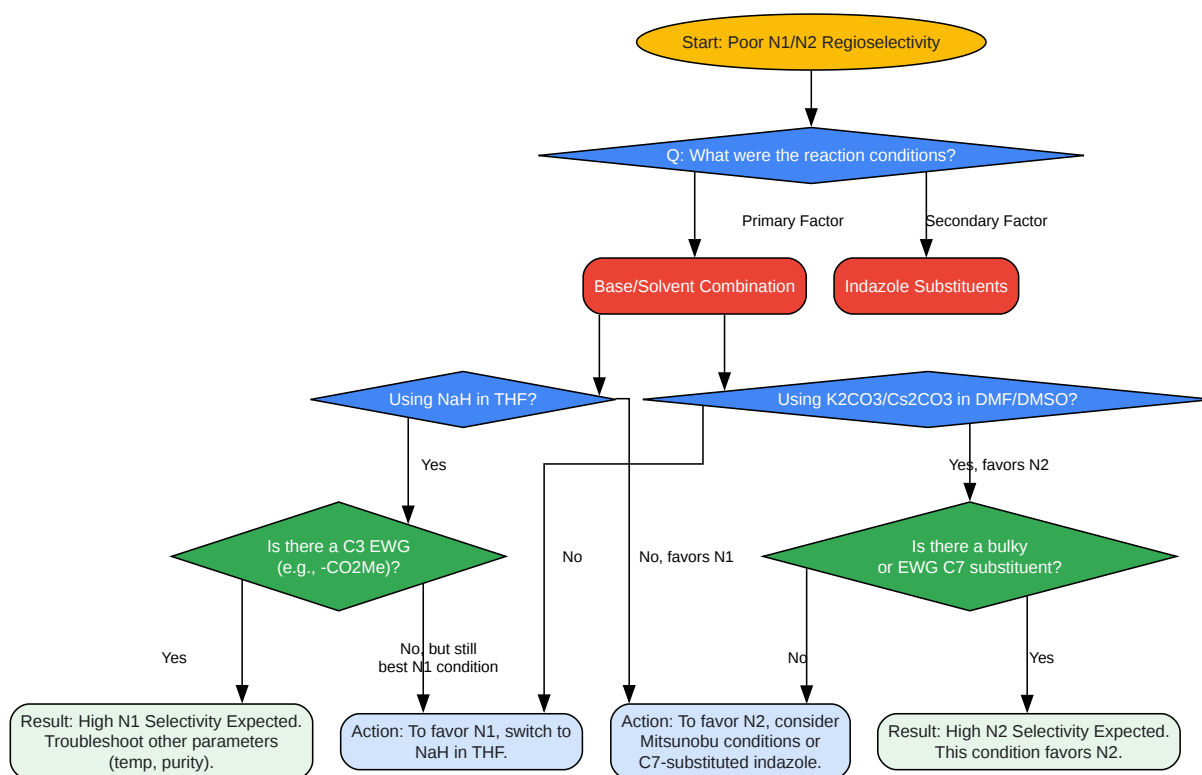 Start: Poor N1/N2 Regioselectivity
Q: What were the reaction conditions?
Primary Factor
Secondary Factor
Base/Solvent Combination
Indazole Substituents
Using NaH in THF?
Using K2CO3/Cs2CO3 in DMF/DMSO?
Yes
Yes, favors N2
Is there a C3 EWG
(e.g., -CO2Me)?
No
No, favors N1
Is there a bulky
or EWG C7 substituent?
Yes
No, but still
best N1 condition
No
Yes
Result: High N1 Selectivity Expected.
Troubleshoot other parameters
(temp, purity).
Action: To favor N1, switch to
NaH in THF.
Action: To favor N2, consider
Mitsunobu conditions or
C7-substituted indazole.
Result: High N2 Selectivity Expected.
This condition favors N2.